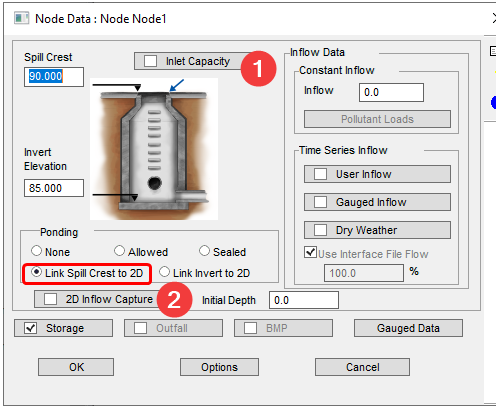 Node Data : Node Node1
Spill Crest
90.000
Inlet Capacity
1
Invert
Elevation
85.000
Ponding
None
Allowed
Sealed
Link Spill Crest to 2D
Link Invert to 2D
2D Inflow Capture
2
Initial Depth
0.0
Inflow Data
Constant Inflow
Inflow
0.0
Pollutant Loads
Time Series Inflow
User Inflow
Gauged Inflow
Dry Weather
Use Interface File Flow
100.0
%
Storage
Outfall
BMP
Gauged Data
OK
Options
Cancel